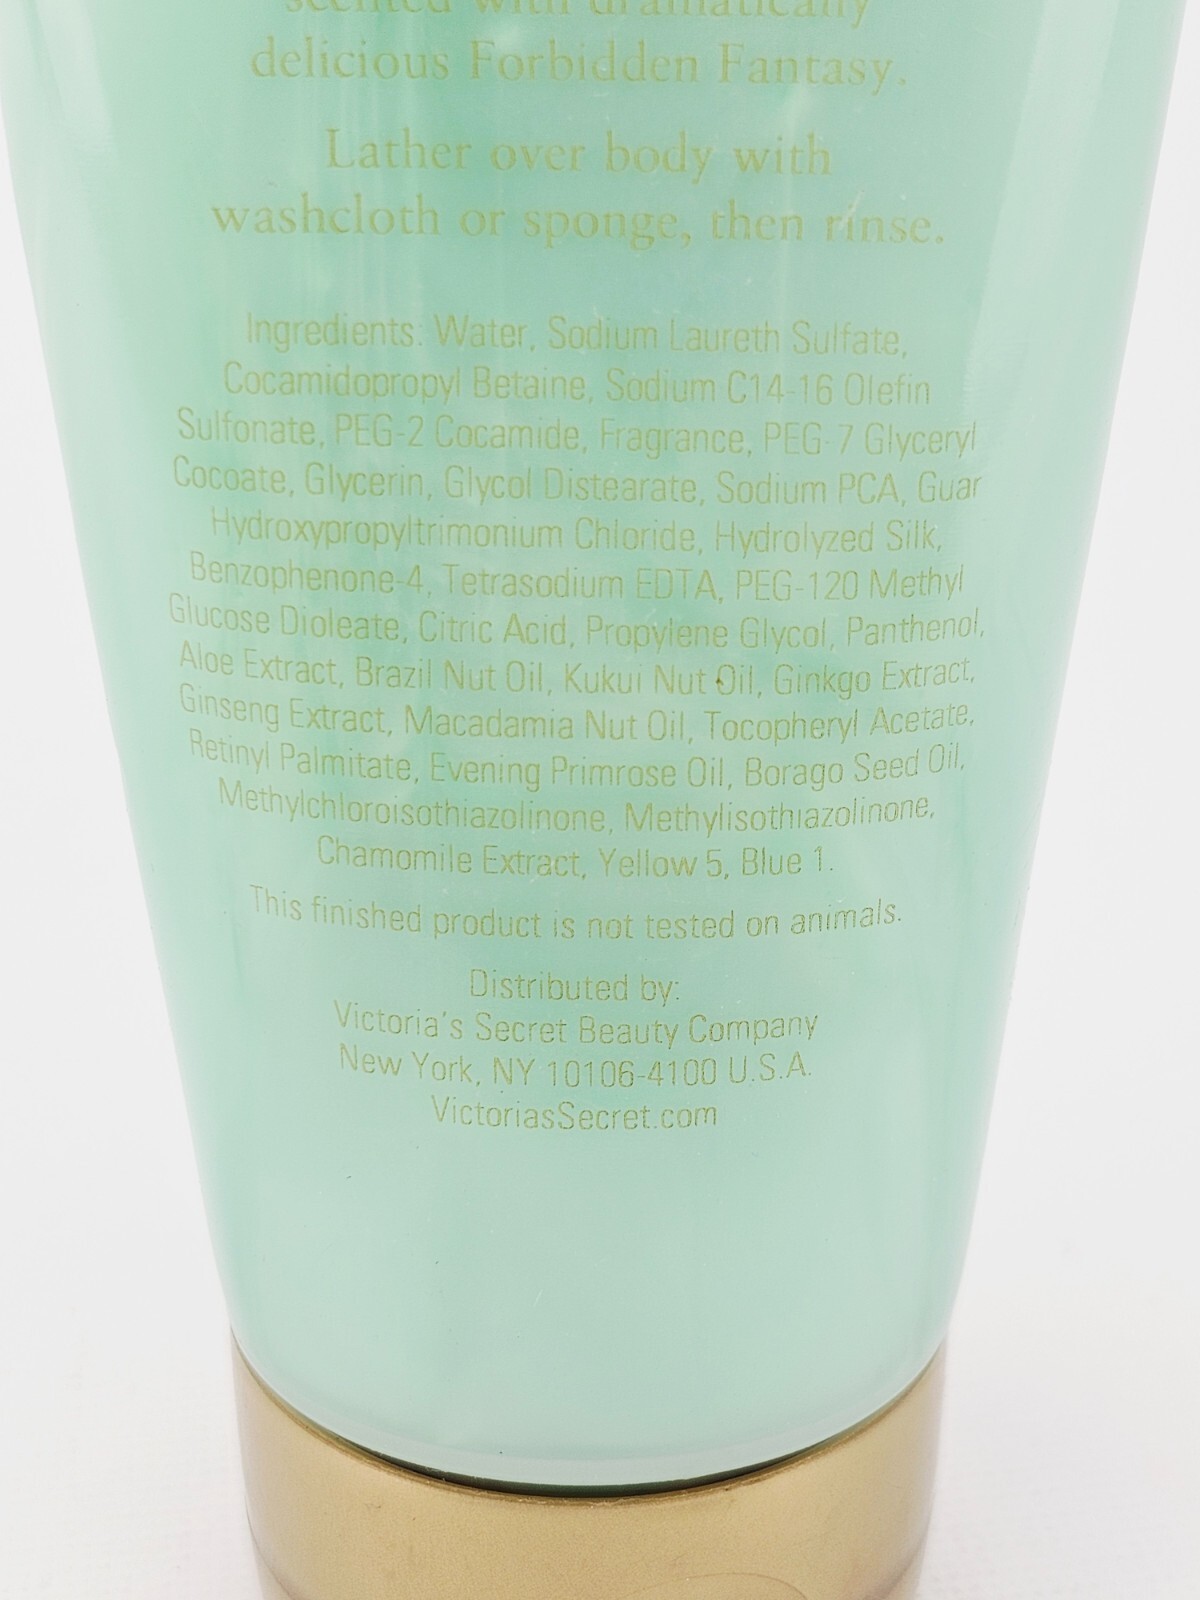 scented with dramatically
delicious Forbidden Fantasy.
Lather over body with
washcloth or sponge, then rinse.
Ingredients: Water, Sodium Laureth Sulfate,
Cocamidopropyl Betaine, Sodium C14-16 Olefin
Sulfonate, PEG-2 Cocamide, Fragrance, PEG-7 Glyceryl
Cocoate, Glycerin, Glycol Distearate, Sodium PCA, Guar
Hydroxypropyltrimonium Chloride, Hydrolyzed Silk,
Benzophenone-4, Tetrasodium EDTA, PEG-120 Methyl
Glucose Dioleate, Citric Acid, Propylene Glycol, Panthenol,
Aloe Extract, Brazil Nut Oil, Kukui Nut Oil, Ginkgo Extract,
Ginseng Extract, Macadamia Nut Oil, Tocopheryl Acetate,
Retinyl Palmitate, Evening Primrose Oil, Borago Seed Oil,
Methylchloroisothiazolinone, Methylisothiazolinone,
Chamomile Extract, Yellow 5, Blue 1.
This finished product is not tested on animals.
Distributed by:
Victoria's Secret Beauty Company
New York, NY 10106-4100 U.S.A.
VictoriasSecret.com